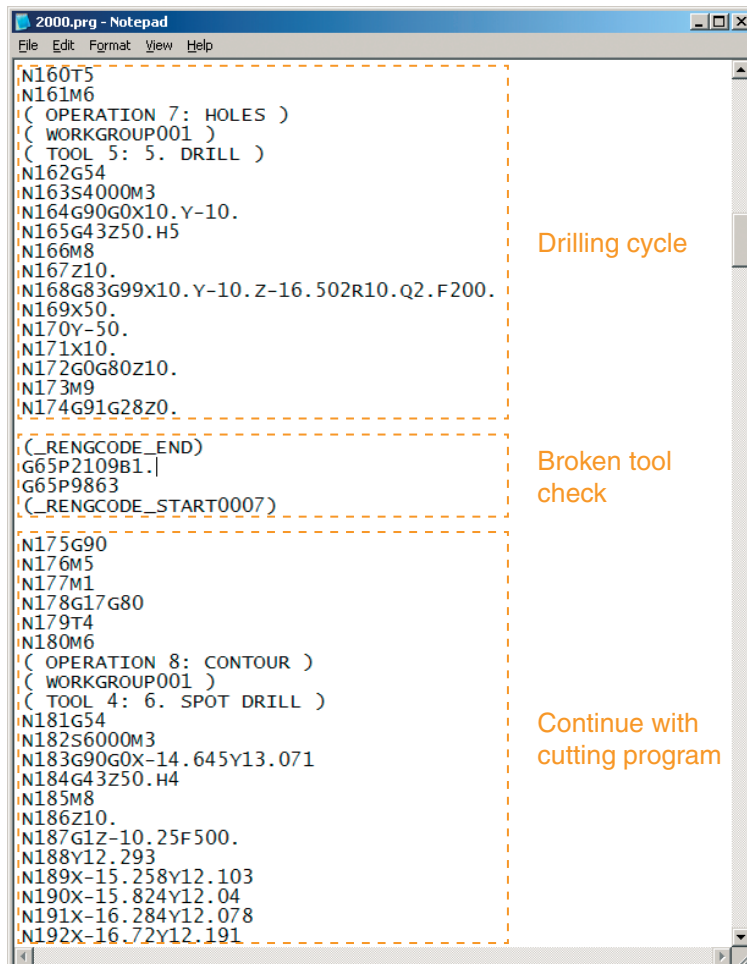 2000.prg - Notepad
File Edit Format View Help
N160T5
N161M6
( OPERATION 7: HOLES )
( WORKGROUP001 )
( TOOL 5: 5. DRILL )
N162G54
N163S4000M3
N164G90G0X10.Y-10.
N165G43Z50.H5
N166M8
N167Z10.
N168G83G99X10.Y-10.Z-16.502R10.Q2.F200.
N169X50.
N170Y-50.
N171X10.
N172G0G80Z10.
N173M9
N174G91G28Z0.
Drilling cycle
(_RENGCODE_END)
G65P2109B1.
G65P9863
(_RENGCODE_START0007)
Broken tool
check
N175G90
N176M5
N177M1
N178G17G80
N179T4
N180M6
( OPERATION 8: CONTOUR )
( WORKGROUP001 )
( TOOL 4: 6. SPOT DRILL )
N181G54
N182S6000M3
N183G90G0X-14.645Y13.071
N184G43Z50.H4
N185M8
N186Z10.
N187G1Z-10.25F500.
N188Y12.293
N189X-15.258Y12.103
N190X-15.824Y12.04
N191X-16.284Y12.078
N192X-16.72Y12.191
Continue with
cutting program